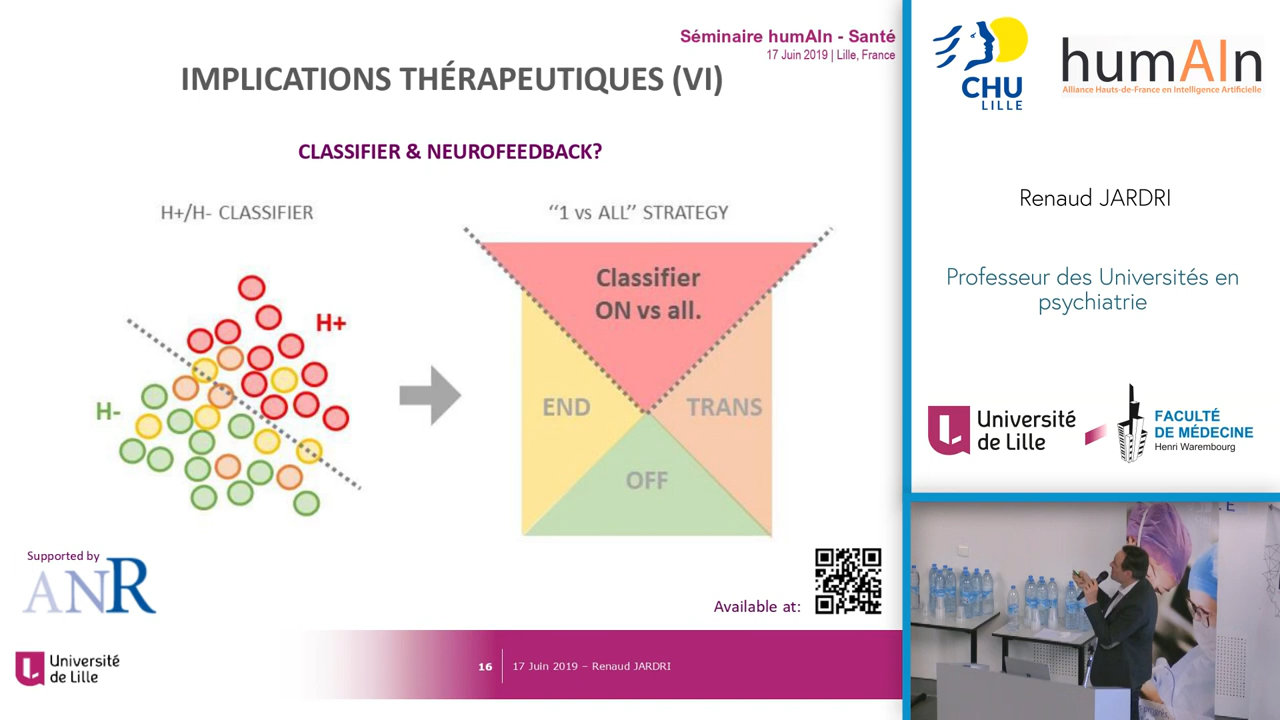 Séminaire humAIn - Santé
17 Juin 2019 | Lille, France
IMPLICATIONS THÉRAPEUTIQUES (VI)
CLASSIFIER & NEUROFEEDBACK?
H+/H- CLASSIFIER
“1 vs ALL” STRATEGY
H+
H-
Classifier
ON vs all.
END
TRANS
OFF
Supported by
ANR
Available at:
Université
de Lille
16
17 Juin 2019 – Renaud JARDRI
CHU
LILLE
humAIn
Alliance Hauts-de-France en Intelligence Artificielle
Renaud JARDRI
Professeur des Universités en
psychiatrie
Université
de Lille
FACULTÉ
DE MÉDECINE
Henri Warembourg